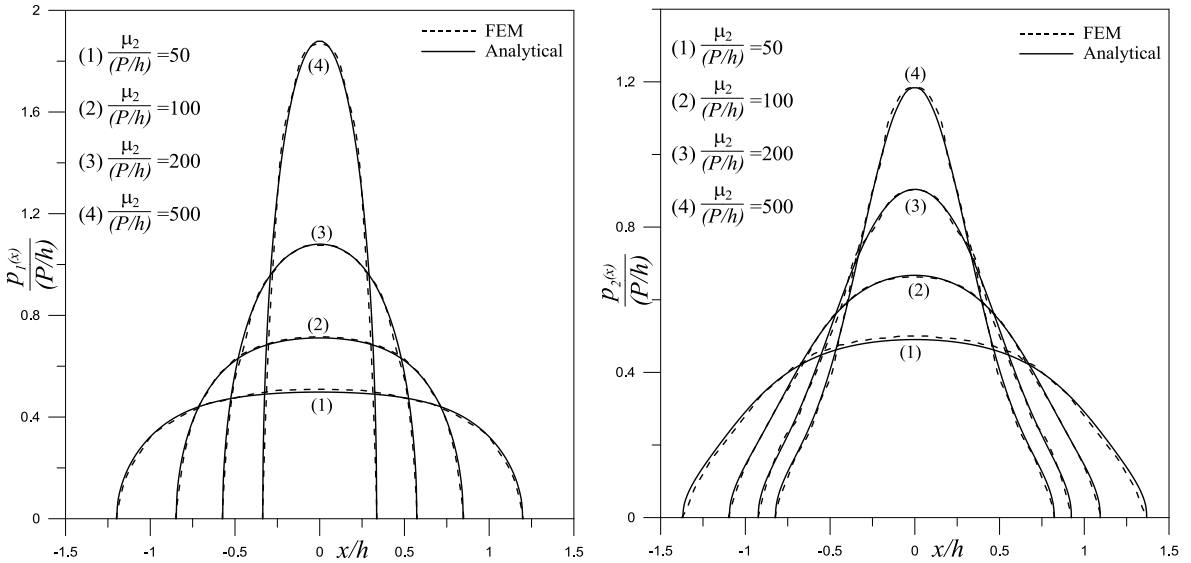 2
1.6
1.2
0.8
0.4
0
p₁(x)
(P/h)
(1) μ₂/(P/h) =50
(2) μ₂/(P/h) =100
(3) μ₂/(P/h) =200
(4) μ₂/(P/h) =500
FEM
Analytical
(4)
(3)
(2)
(1)
-1.5 -1 -0.5 0 x/h 0.5 1 1.5
1.2
0.8
0.4
0
p₂(x)
(P/h)
(1) μ₂/(P/h) =50
(2) μ₂/(P/h) =100
(3) μ₂/(P/h) =200
(4) μ₂/(P/h) =500
FEM
Analytical
(4)
(3)
(2)
(1)
-1.5 -1 -0.5 0 x/h 0.5 1 1.5